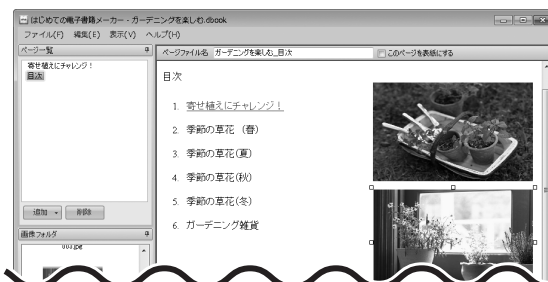 はじめての電子書籍メーカー - ガーデニングを楽しむ.dbook
ファイル(F) 編集(E) 表示(V) ヘルプ(H)
ページ一覧
寄せ植えにチャレンジ！
目次
追加
削除
画像フォルダ
003.jpg
ページファイル名 ガーデニングを楽しむ_目次 このページを表紙にする
目次
1. 寄せ植えにチャレンジ！
2. 季節の草花 （春）
3. 季節の草花(夏)
4. 季節の草花(秋)
5. 季節の草花(冬)
6. ガーデニング雑貨